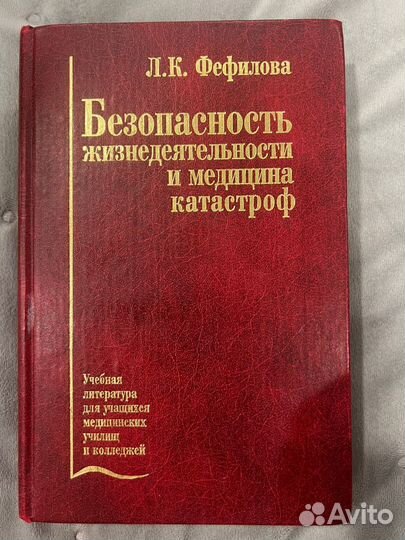 Л.К. Фефилова
Безопасность
жизнедеятельности
и медицина
катастроф
Учебная
литература
для учащихся
медицинских
училищ
и колледжей
Avito